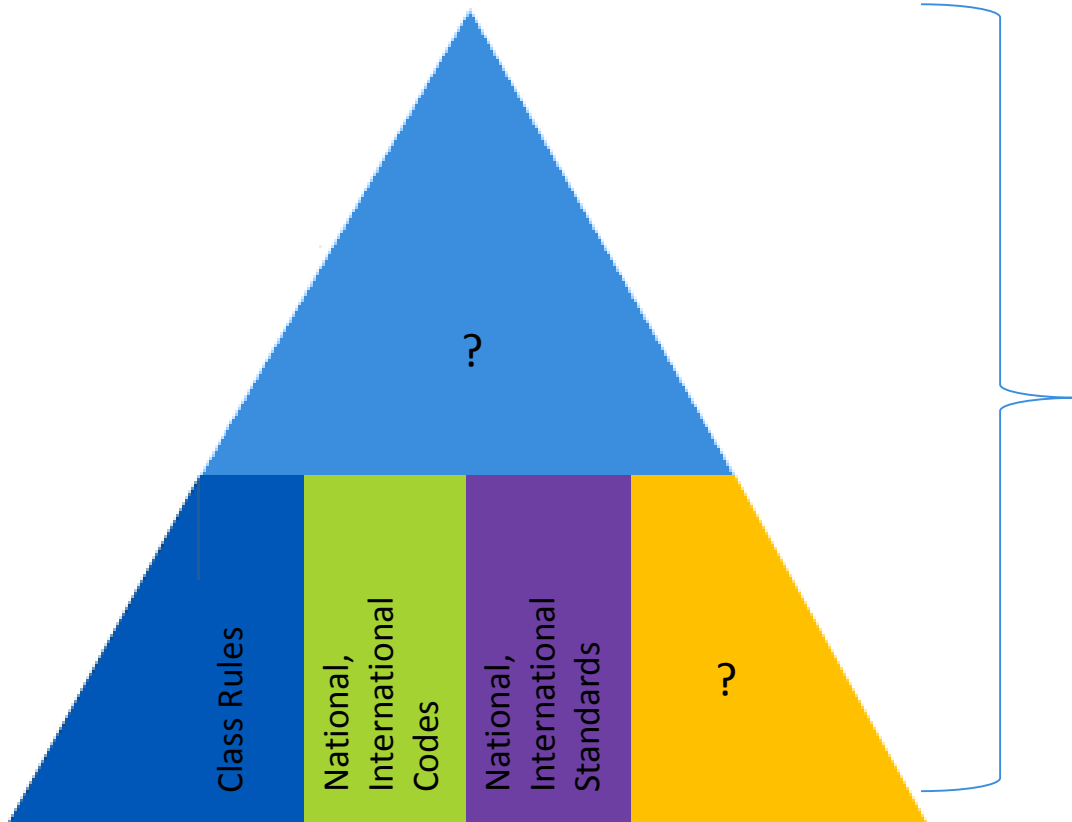 ?
Class Rules
National,
International
Codes
National,
International
Standards
?